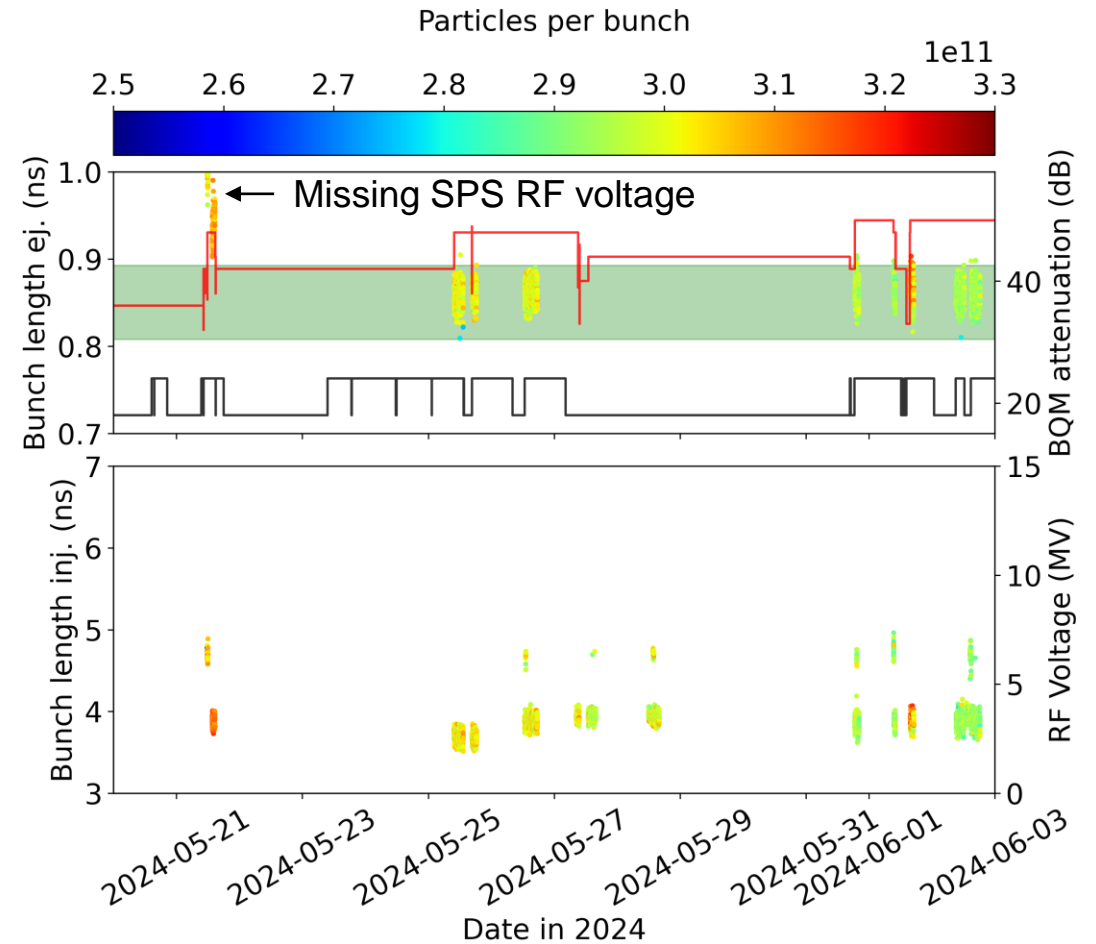 Particles per bunch
1e11
2.5 2.6 2.7 2.8 2.9 3.0 3.1 3.2 3.3
Bunch length ej. (ns)
1.0
0.9
0.8
0.7
Missing SPS RF voltage
BQM attenuation (dB)
40
20
Bunch length inj. (ns)
7
6
5
4
3
RF Voltage (MV)
15
10
5
0
2024-05-21 2024-05-23 2024-05-25 2024-05-27 2024-05-29 2024-05-31 2024-06-01 2024-06-03
Date in 2024